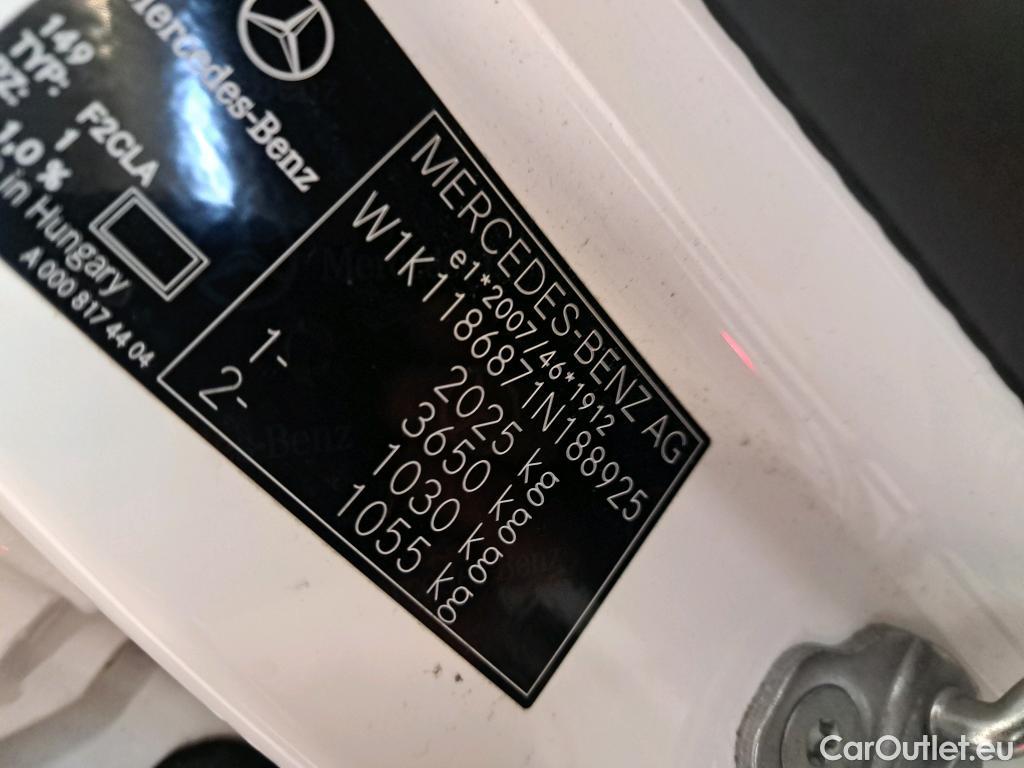 149
TYP: F2CLA
PZ: 1
1,0 %
in Hungary
A 000 817 44 04
Mercedes-Benz
MERCEDES-BENZ AG
e1*2007/46*1912
W1K1186871N188925
2025 kg
3650 kg
1- 1030 kg
2- 1055 kg
CarOutlet.eu